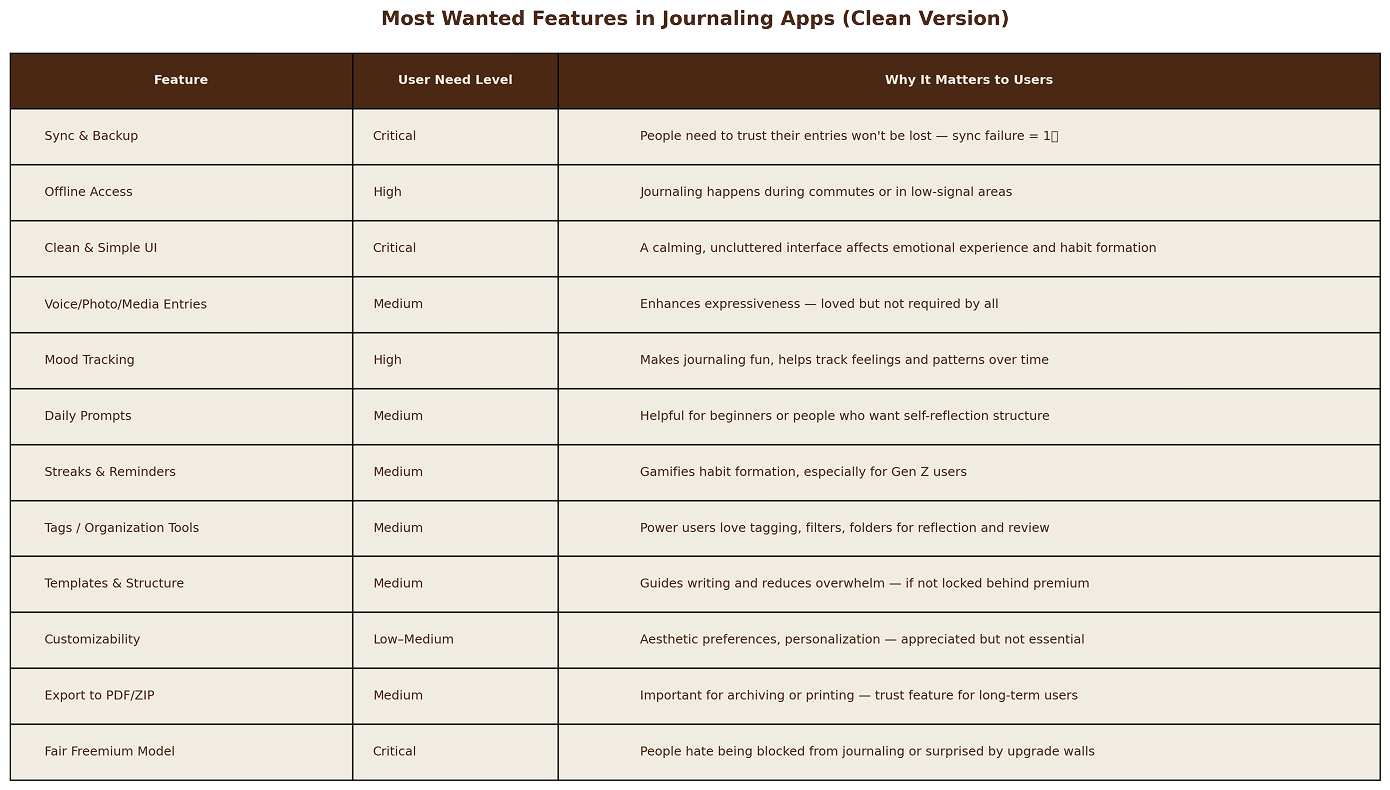 Most Wanted Features in Journaling Apps (Clean Version)
Feature User Need Level Why It Matters to Users
Sync & Backup Critical People need to trust their entries won't be lost — sync failure = 1
Offline Access High Journaling happens during commutes or in low-signal areas
Clean & Simple UI Critical A calming, uncluttered interface affects emotional experience and habit formation
Voice/Photo/Media Entries Medium Enhances expressiveness — loved but not required by all
Mood Tracking High Makes journaling fun, helps track feelings and patterns over time
Daily Prompts Medium Helpful for beginners or people who want self-reflection structure
Streaks & Reminders Medium Gamifies habit formation, especially for Gen Z users
Tags / Organization Tools Medium Power users love tagging, filters, folders for reflection and review
Templates & Structure Medium Guides writing and reduces overwhelm — if not locked behind premium
Customizability Low–Medium Aesthetic preferences, personalization — appreciated but not essential
Export to PDF/ZIP Medium Important for archiving or printing — trust feature for long-term users
Fair Freemium Model Critical People hate being blocked from journaling or surprised by upgrade walls